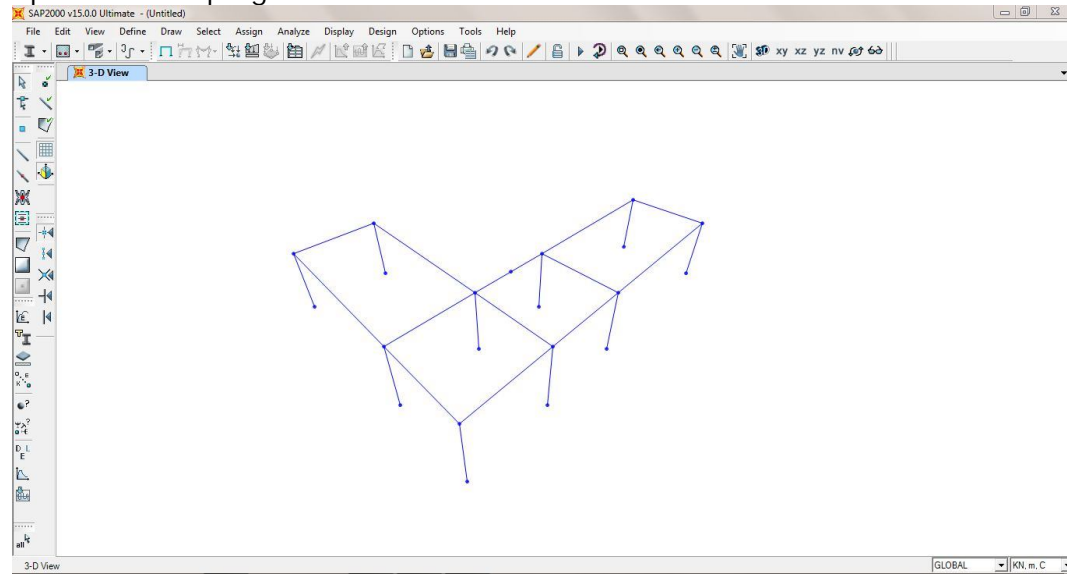 SAP2000 v15.0.0 Ultimate - (Untitled)
File Edit View Define Draw Select Assign Analyze Display Design Options Tools Help
xy xz yz nv
3-D View
all
3-D View GLOBAL KN, m, C